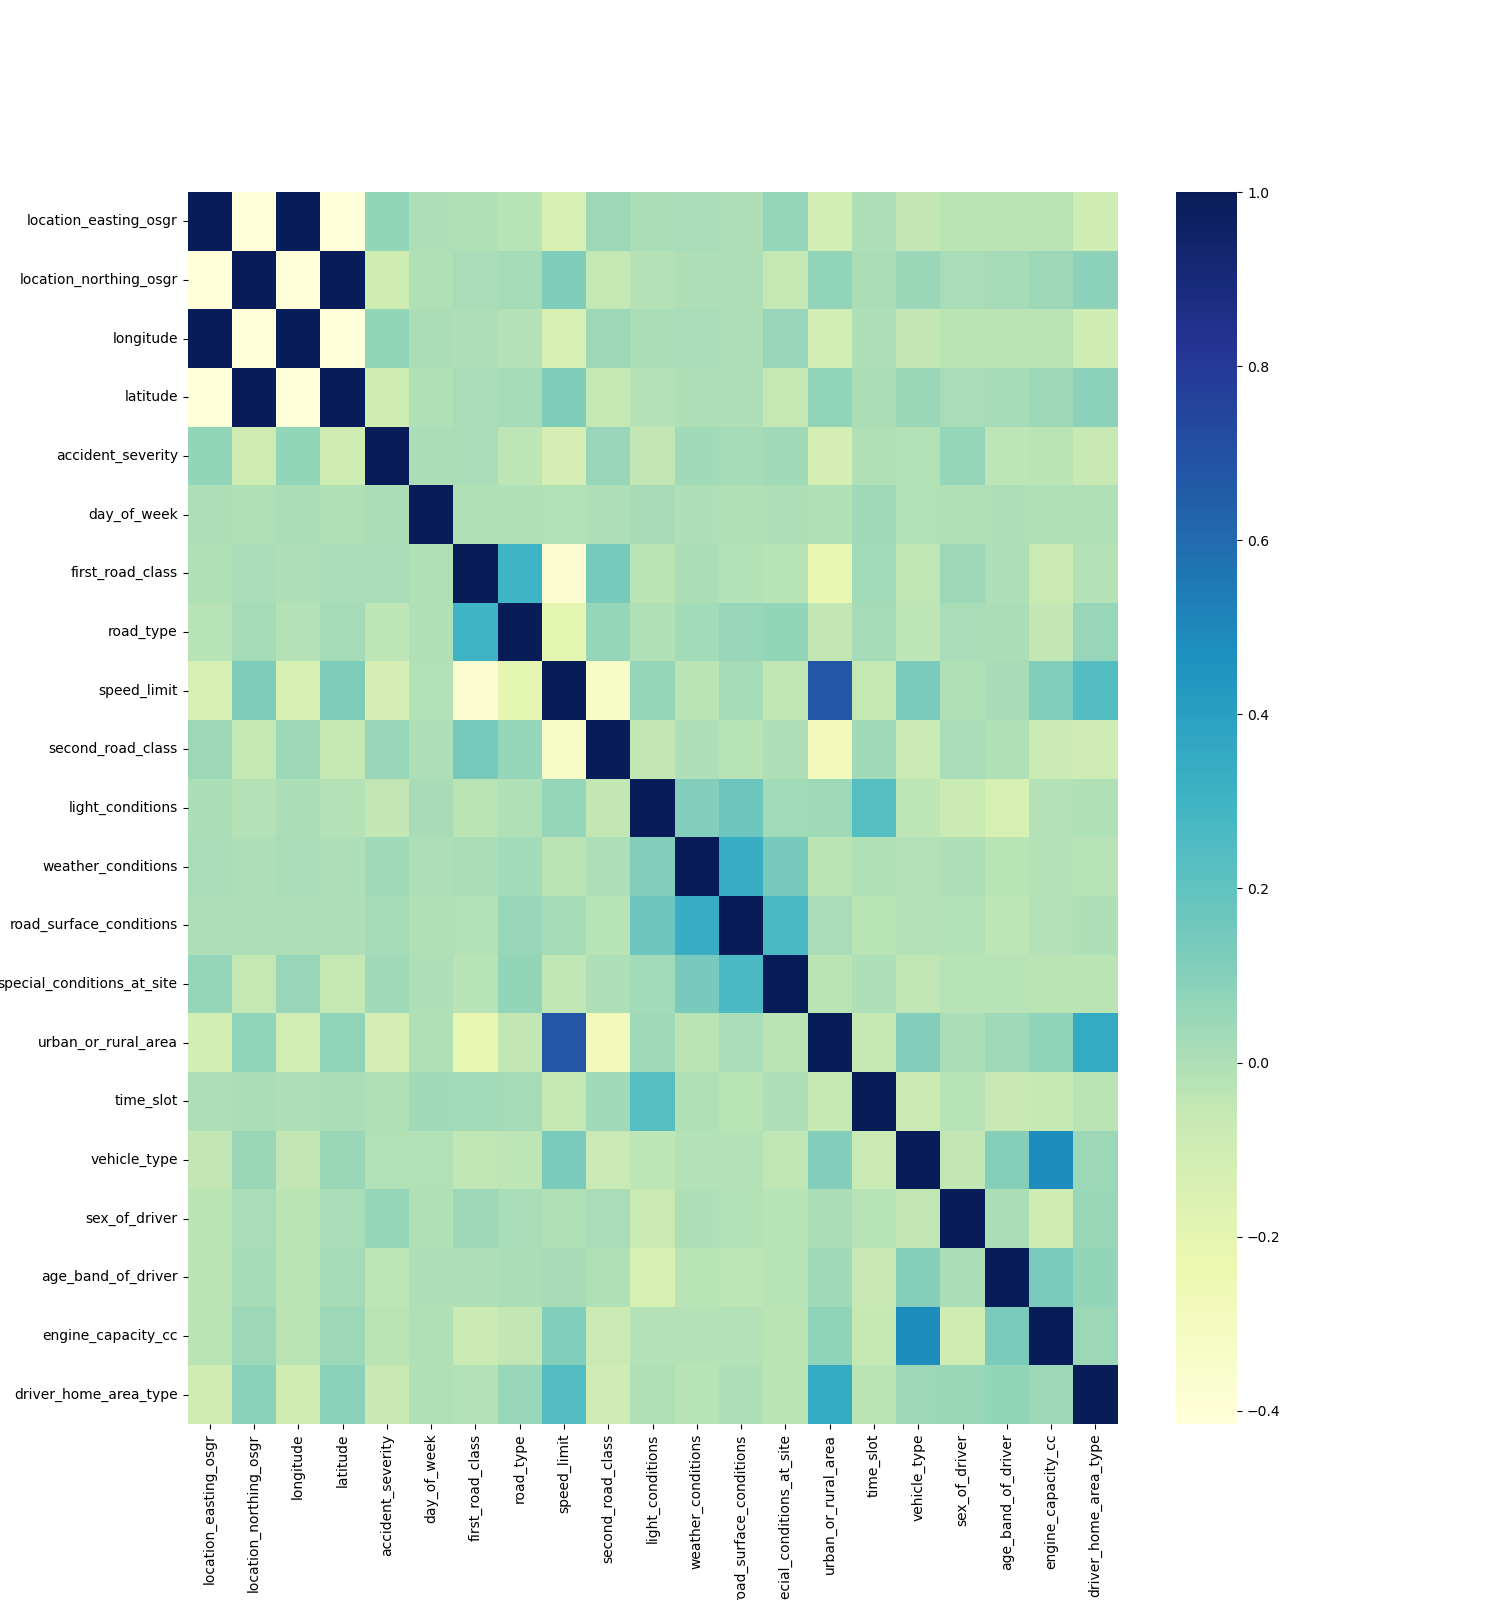 location_easting_osgr
location_northing_osgr
longitude
latitude
accident_severity
day_of_week
first_road_class
road_type
speed_limit
second_road_class
light_conditions
weather_conditions
road_surface_conditions
special_conditions_at_site
urban_or_rural_area
time_slot
vehicle_type
sex_of_driver
age_band_of_driver
engine_capacity_cc
driver_home_area_type
location_easting_osgr
location_northing_osgr
longitude
latitude
accident_severity
day_of_week
first_road_class
road_type
speed_limit
second_road_class
light_conditions
weather_conditions
oad_surface_conditions
ecial_conditions_at_site
urban_or_rural_area
time_slot
vehicle_type
sex_of_driver
age_band_of_driver
engine_capacity_cc
driver_home_area_type
1.0
0.8
0.6
0.4
0.2
0.0
−0.2
−0.4